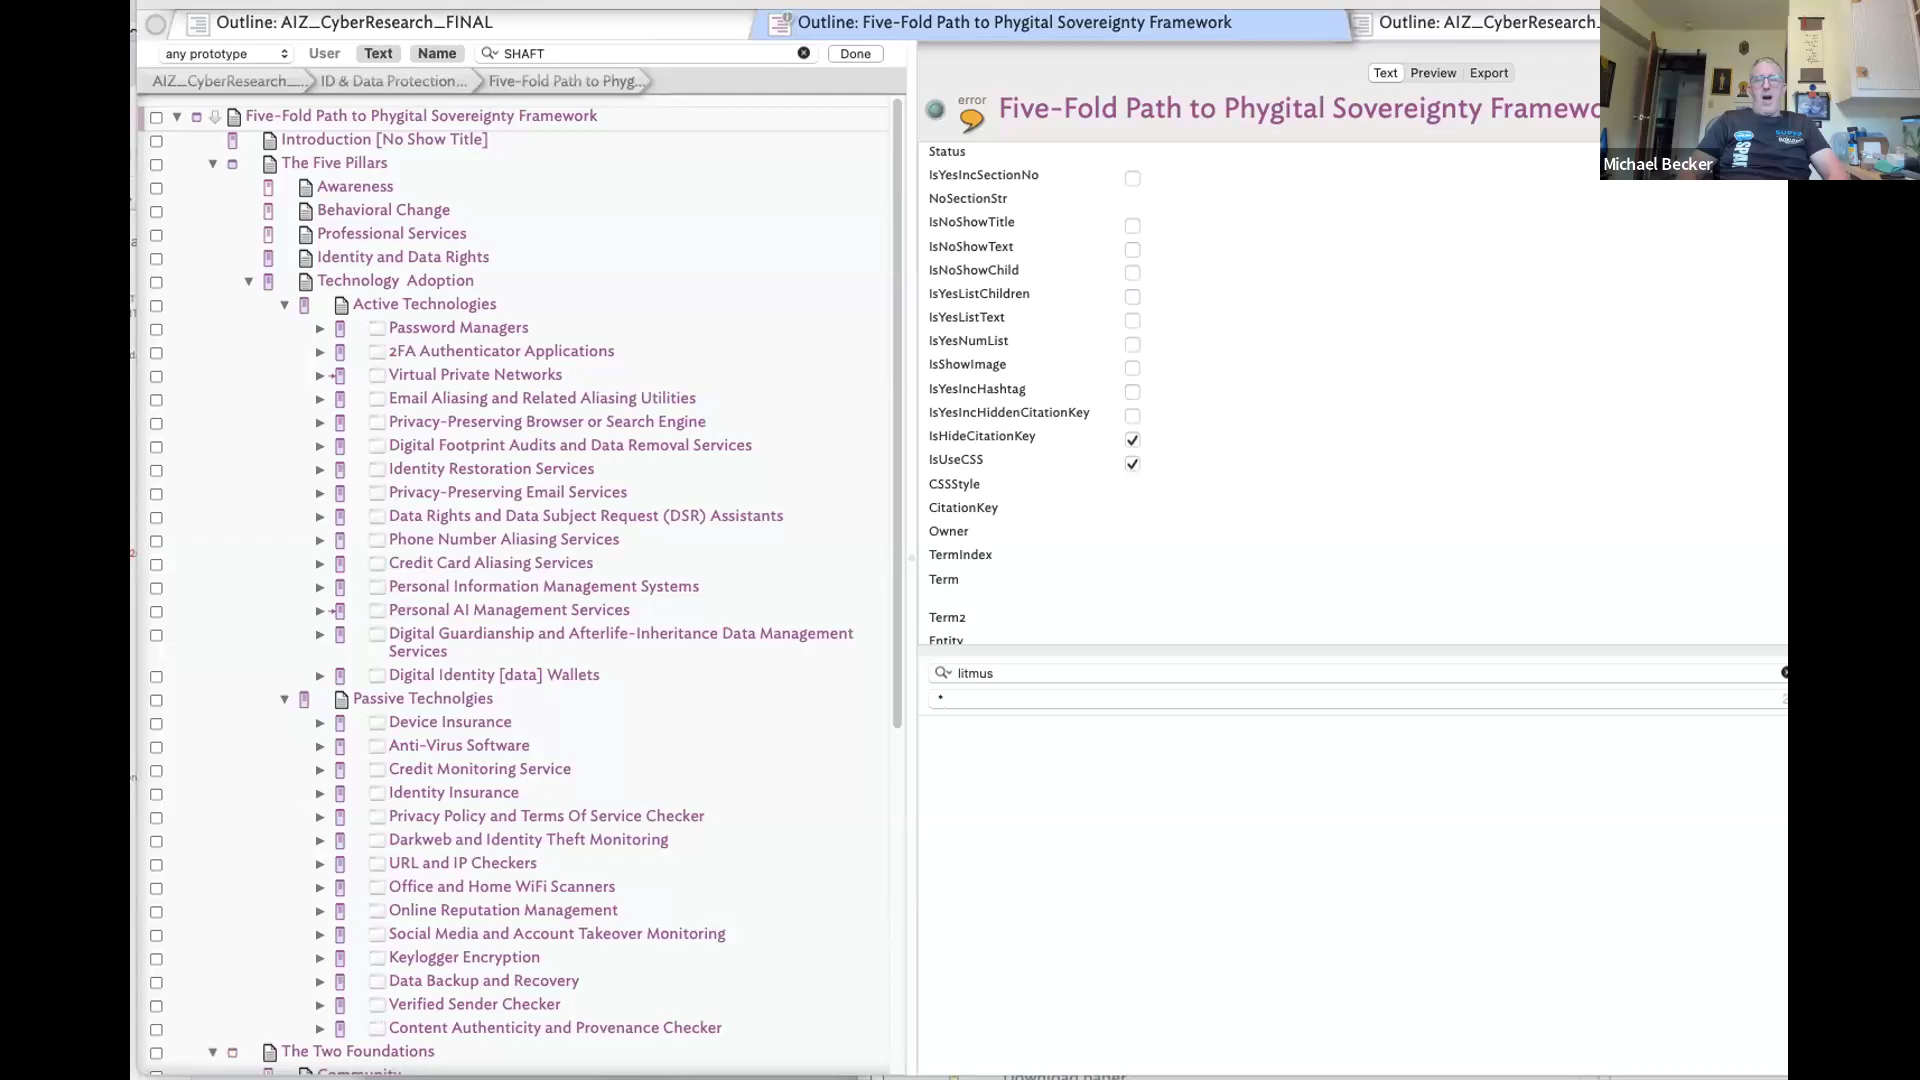 Outline: AIZ_CyberResearch_FINAL
Outline: Five-Fold Path to Phygital Sovereignty Framework
Outline: AIZ_CyberResearch_
any prototype
User
Text
Name
SHAFT
Done
AIZ_CyberResearch_...
ID & Data Protection...
Five-Fold Path to Phyg...
Five-Fold Path to Phygital Sovereignty Framework
Introduction [No Show Title]
The Five Pillars
Awareness
Behavioral Change
Professional Services
Identity and Data Rights
Technology Adoption
Active Technologies
Password Managers
2FA Authenticator Applications
Virtual Private Networks
Email Aliasing and Related Aliasing Utilities
Privacy-Preserving Browser or Search Engine
Digital Footprint Audits and Data Removal Services
Identity Restoration Services
Privacy-Preserving Email Services
Data Rights and Data Subject Request (DSR) Assistants
Phone Number Aliasing Services
Credit Card Aliasing Services
Personal Information Management Systems
Personal AI Management Services
Digital Guardianship and Afterlife-Inheritance Data Management
Services
Digital Identity [data] Wallets
Passive Technolgies
Device Insurance
Anti-Virus Software
Credit Monitoring Service
Identity Insurance
Privacy Policy and Terms Of Service Checker
Darkweb and Identity Theft Monitoring
URL and IP Checkers
Office and Home WiFi Scanners
Online Reputation Management
Social Media and Account Takeover Monitoring
Keylogger Encryption
Data Backup and Recovery
Verified Sender Checker
Content Authenticity and Provenance Checker
The Two Foundations
Community
Text
Preview
Export
error
Five-Fold Path to Phygital Sovereignty Framewo
Status
IsYesIncSectionNo
NoSectionStr
IsNoShowTitle
IsNoShowText
IsNoShowChild
IsYesListChildren
IsYesListText
IsYesNumList
IsShowImage
IsYesIncHashtag
IsYesIncHiddenCitationKey
IsHideCitationKey
IsUseCSS
CSSStyle
CitationKey
Owner
TermIndex
Term
Term2
Entity
litmus
*
Michael Becker